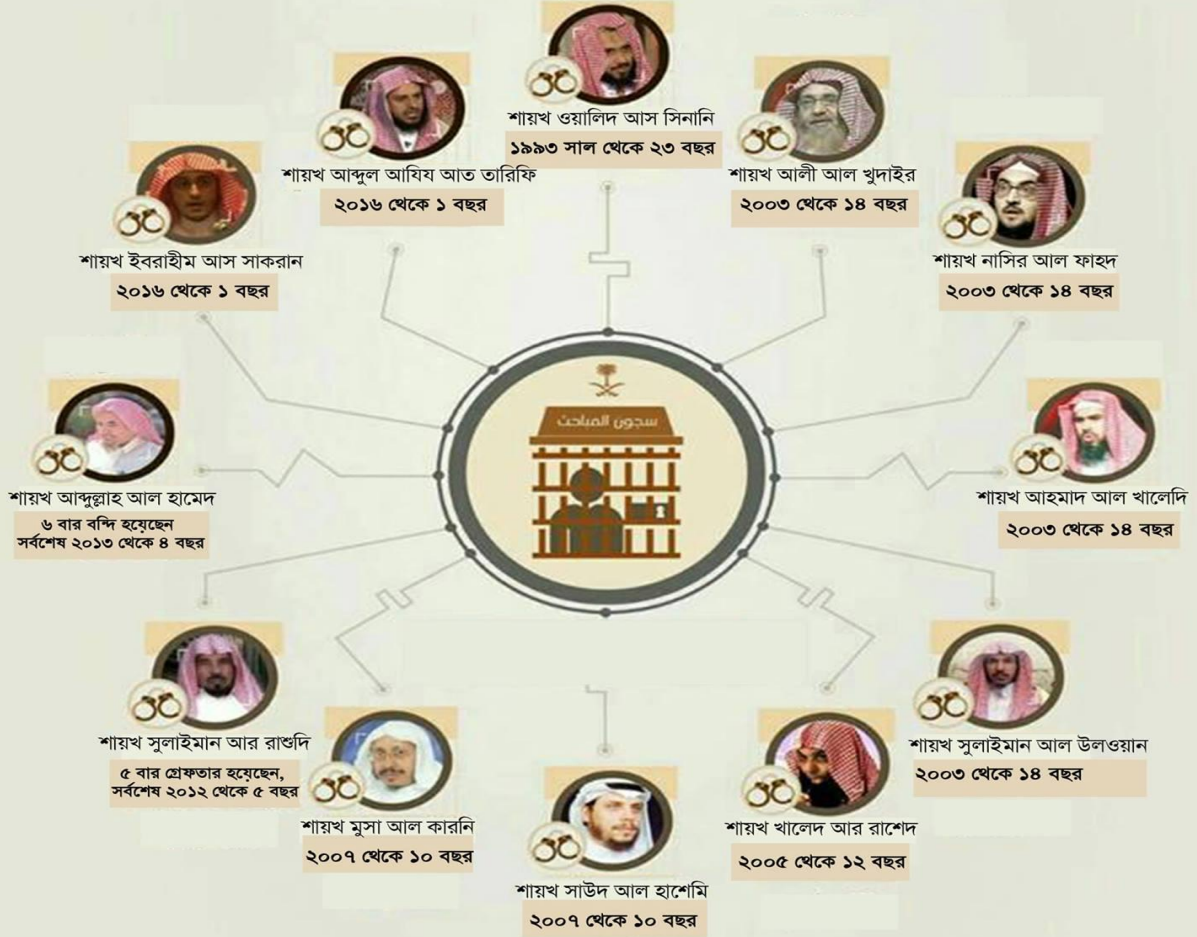 শায়খ ওয়ালিদ আস সিনানি
১৯৯৩ সাল থেকে ২৩ বছর
শায়খ আব্দুল আযিয আত তারিফি
২০১৬ থেকে ১ বছর
শায়খ আলী আল খুদাইর
২০০৩ থেকে ১৪ বছর
শায়খ ইবরাহীম আস সাকরান
২০১৬ থেকে ১ বছর
শায়খ নাসির আল ফাহদ
২০০৩ থেকে ১৪ বছর
سجون المباحث
শায়খ আব্দুল্লাহ আল হামেদ
৬ বার বন্দি হয়েছেন
সর্বশেষ ২০১৩ থেকে ৪ বছর
শায়খ আহমাদ আল খালেদি
২০০৩ থেকে ১৪ বছর
শায়খ সুলাইমান আর রাশুদি
৫ বার গ্রেফতার হয়েছেন,
সর্বশেষ ২০১২ থেকে ৫ বছর
শায়খ সুলাইমান আল উলওয়ান
২০০৩ থেকে ১৪ বছর
শায়খ মুসা আল কারনি
২০০৭ থেকে ১০ বছর
শায়খ খালেদ আর রাশেদ
২০০৫ থেকে ১২ বছর
শায়খ সাউদ আল হাশেমি
২০০৭ থেকে ১০ বছর